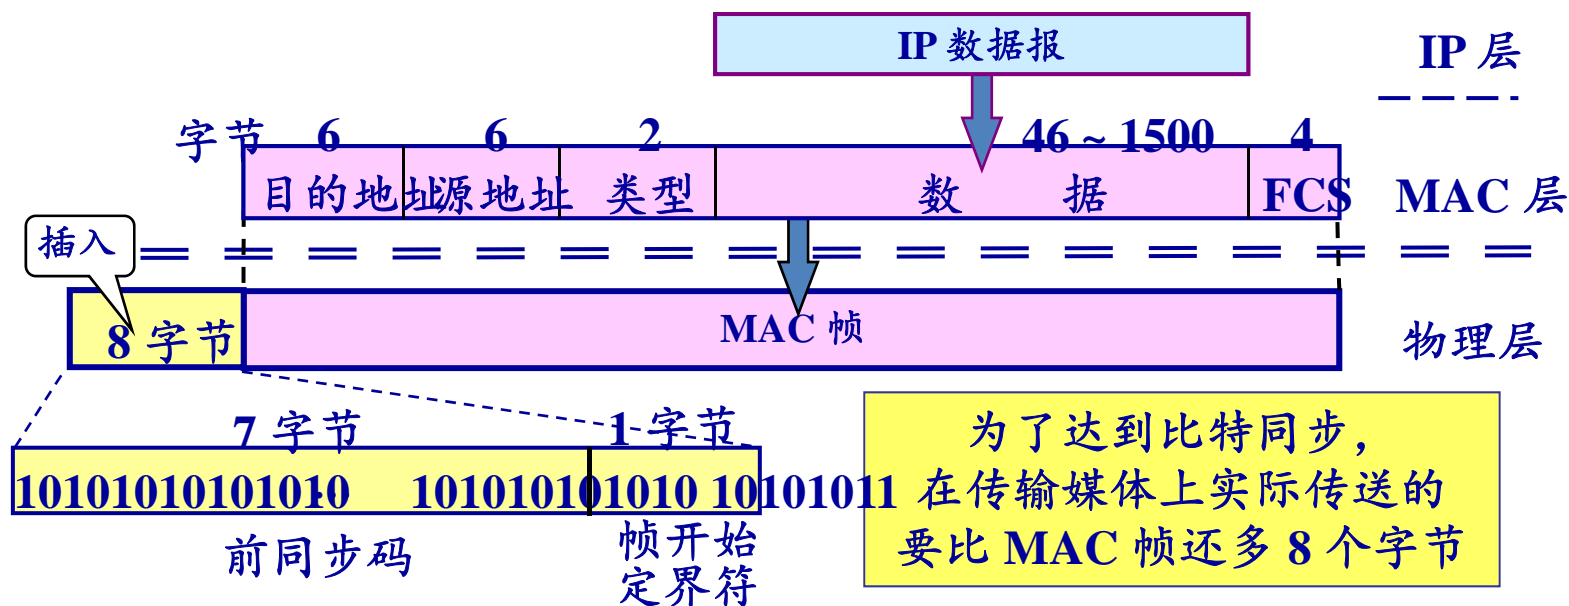 IP 数据报
IP 层
字节 6 6 2 46 ~ 1500 4
目的地址 源地址 类型 数 据 FCS MAC 层
插入
8 字节 MAC 帧 物理层
7 字节 1 字节
10101010101010 101010101010 10101011
前同步码
帧开始
定界符
为了达到比特同步，
在传输媒体上实际传送的
要比 MAC 帧还多 8 个字节